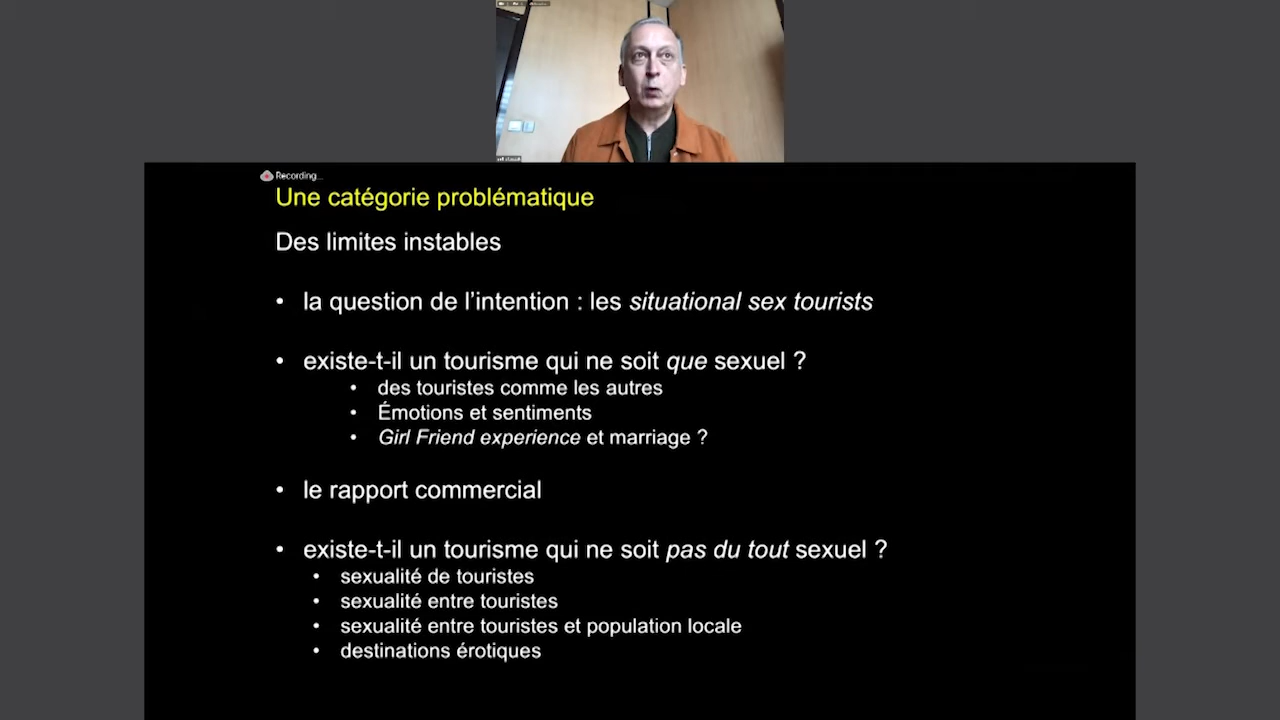 Recording...
Une catégorie problématique
Des limites instables
• la question de l'intention : les situational sex tourists
• existe-t-il un tourisme qui ne soit que sexuel ?
• des touristes comme les autres
• Émotions et sentiments
• Girl Friend experience et marriage ?
• le rapport commercial
• existe-t-il un tourisme qui ne soit pas du tout sexuel ?
• sexualité de touristes
• sexualité entre touristes
• sexualité entre touristes et population locale
• destinations érotiques